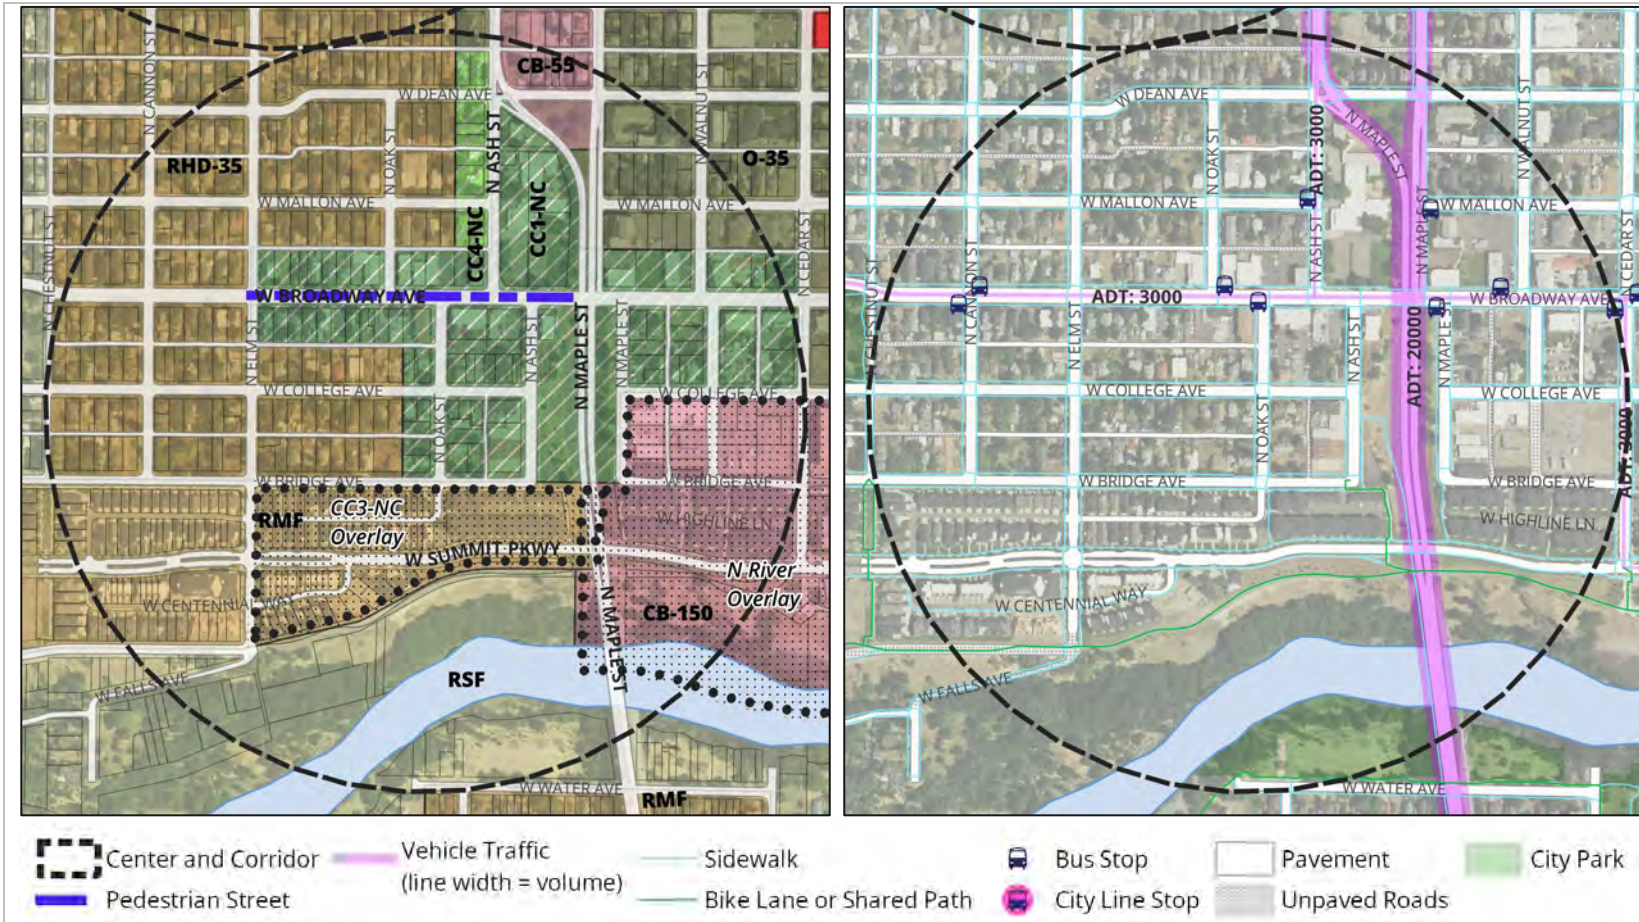 CB-55
W DEAN AVE
N CANNON ST
N OAK ST
N ASH ST
N WALNUT ST
O-35
RHD-35
W MALLON AVE
W MALLON AVE
CC4-NC
CC1-NC
N CHESTNUT ST
N CEDAR ST
W BROADWAY AVE
N ELM ST
N ASH ST
N MAPLE ST
N MAPLE ST
W COLLEGE AVE
W COLLEGE AVE
N OAK ST
W BRIDGE AVE
W BRIDGE AVE
RMF
CC3-NC
Overlay
W HIGHLINE LN
W SUMMIT PKWY
N River
Overlay
W CENTENNIAL WAY
CB-150
N MAPLE ST
W FALLS AVE
RSF
W WATER AVE
RMF
W DEAN AVE
N OAK ST
ADT: 3000
N MAPLE ST
N WALNUT ST
W MALLON AVE
W MALLON AVE
N ASH ST
N MAPLE ST
N CHESTNUT ST
N CANNON ST
N CEDAR ST
ADT: 3000
W BROADWAY AVE
N ELM ST
N ASH ST
ADT: 20000
N MAPLE ST
W COLLEGE AVE
W COLLEGE AVE
N OAK ST
ADT: 3000
W BRIDGE AVE
W BRIDGE AVE
W HIGHLINE LN
W CENTENNIAL WAY
W FALLS AVE
W WATER AVE
Center and Corridor
Pedestrian Street
Vehicle Traffic
(line width = volume)
Sidewalk
Bike Lane or Shared Path
Bus Stop
City Line Stop
Pavement
Unpaved Roads
City Park